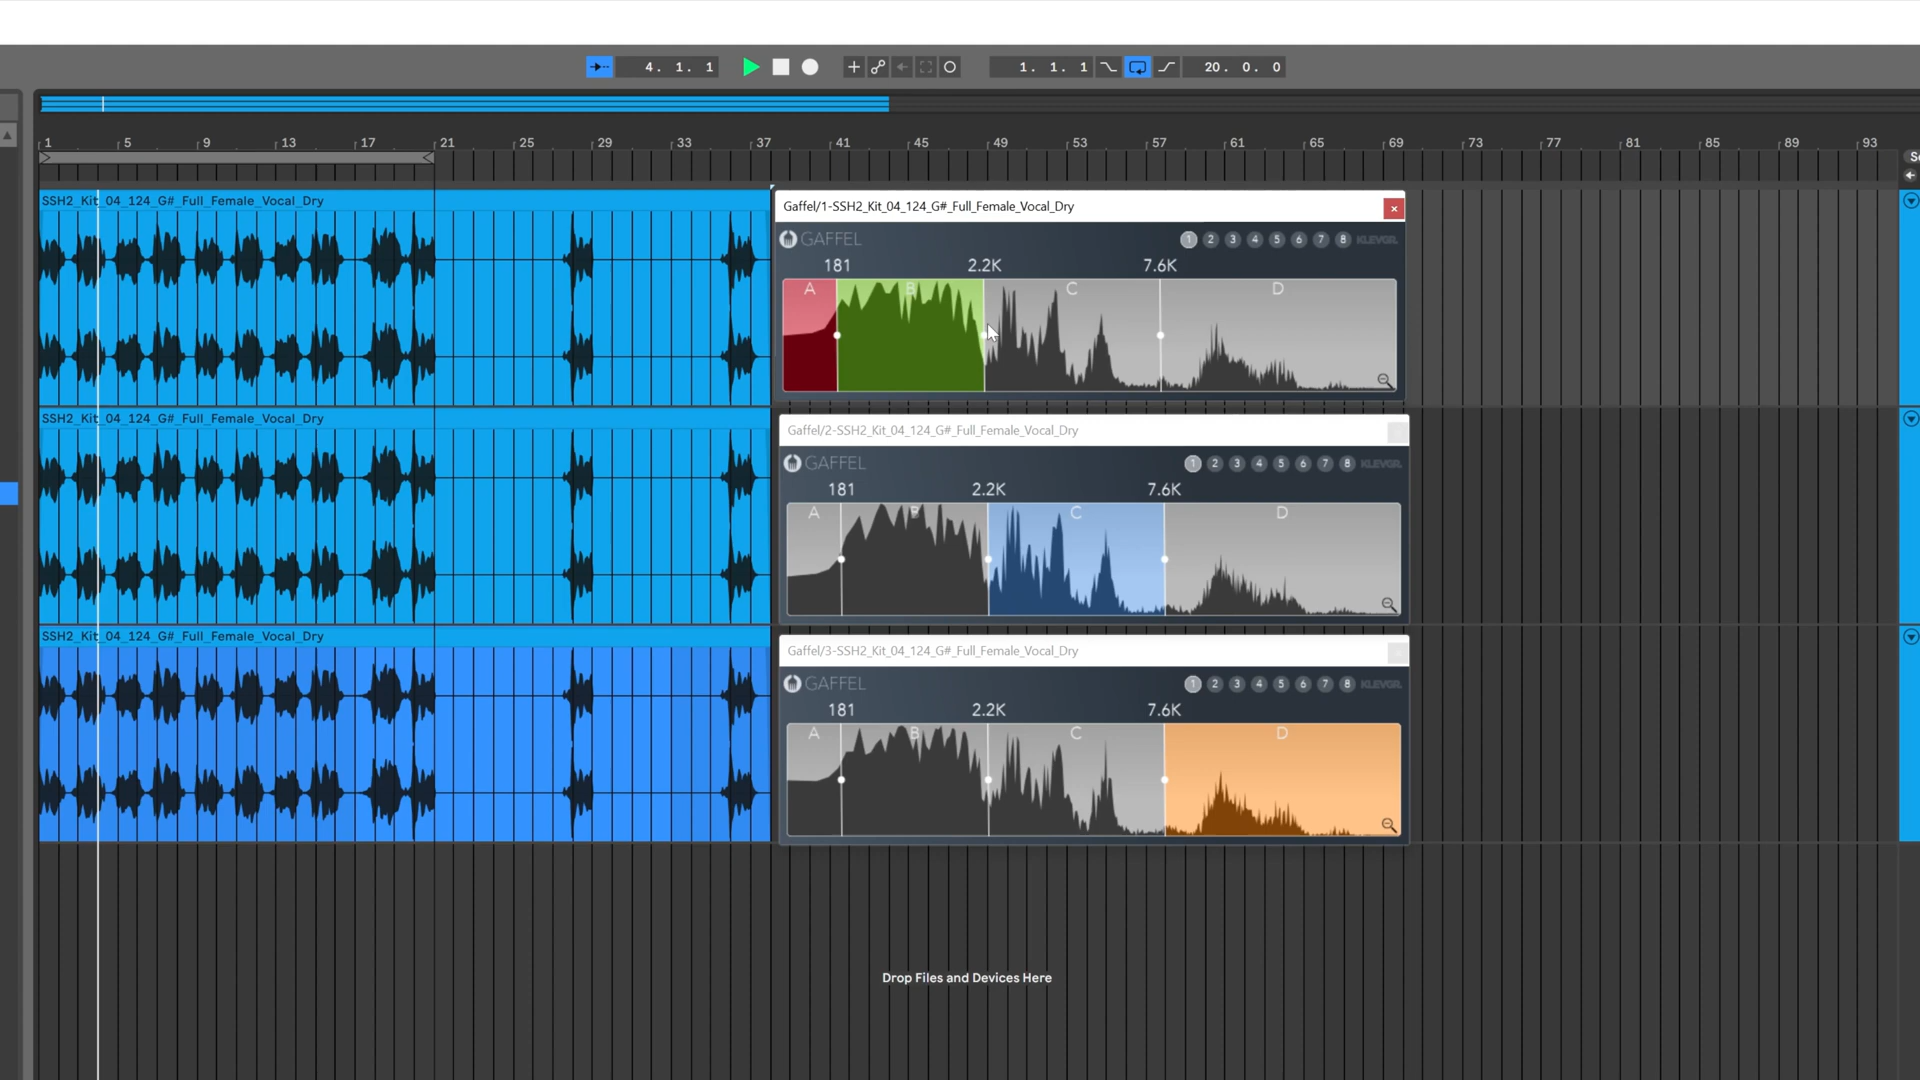 4. 1. 1
1. 1. 1
20. 0. 0
1 5 9 13 17 21 25 29 33 37 41 45 49 53 57 61 65 69 73 77 81 85 89 93
SSH2_Kit_04_124_G#_Full_Female_Vocal_Dry
Gaffel/1-SSH2_Kit_04_124_G#_Full_Female_Vocal_Dry
GAFFEL 1 2 3 4 5 6 7 8 KLEVGR.
181 2.2K 7.6K
A B C D
SSH2_Kit_04_124_G#_Full_Female_Vocal_Dry
Gaffel/2-SSH2_Kit_04_124_G#_Full_Female_Vocal_Dry
GAFFEL 1 2 3 4 5 6 7 8 KLEVGR.
181 2.2K 7.6K
A B C D
SSH2_Kit_04_124_G#_Full_Female_Vocal_Dry
Gaffel/3-SSH2_Kit_04_124_G#_Full_Female_Vocal_Dry
GAFFEL 1 2 3 4 5 6 7 8 KLEVGR.
181 2.2K 7.6K
A B C D
Drop Files and Devices Here